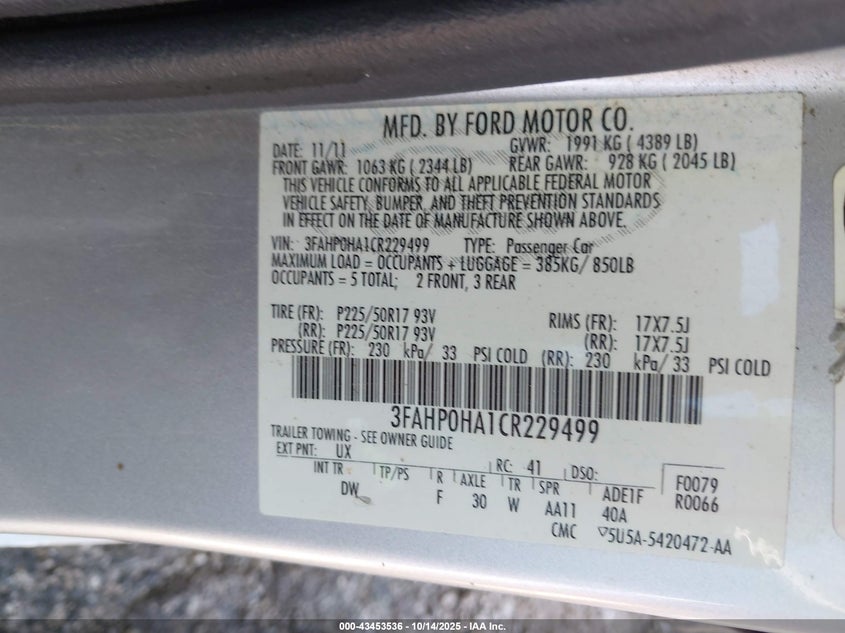 MFD. BY FORD MOTOR CO.
DATE: 11/11 GVWR: 1991 KG ( 4389 LB)
FRONT GAWR: 1063 KG ( 2344 LB) REAR GAWR: 928 KG ( 2045 LB)
THIS VEHICLE CONFORMS TO ALL APPLICABLE FEDERAL MOTOR
VEHICLE SAFETY, BUMPER, AND THEFT PREVENTION STANDARDS
IN EFFECT ON THE DATE OF MANUFACTURE SHOWN ABOVE.
VIN: 3FAHP0HA1CR229499 TYPE: Passenger Car
MAXIMUM LOAD = OCCUPANTS + LUGGAGE = 385KG/ 850LB
OCCUPANTS = 5 TOTAL; 2 FRONT, 3 REAR
TIRE (FR): P225/50R17 93V RIMS (FR): 17X7.5J
(RR): P225/50R17 93V (RR): 17X7.5J
PRESSURE (FR): 230 kPa/ 33 PSI COLD (RR): 230 kPa/ 33 PSI COLD
3FAHP0HA1CR229499
TRAILER TOWING - SEE OWNER GUIDE
EXT PNT: UX RC: 41 DSO: F0079
INT TR TP/PS R AXLE TR SPR ADE1F R0066
DW F 30 W AA11 40A
CMC ▽5U5A-5420472-AA
000-43453536 - 10/14/2025 - IAA Inc.